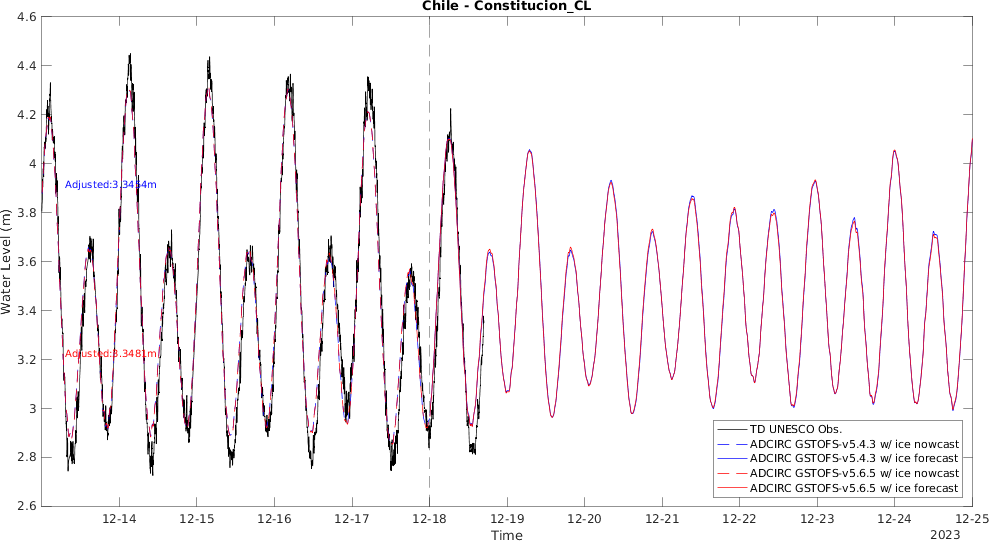 Chile - Constitucion_CL
4.6
4.4
4.2
4
3.8
3.6
3.4
3.2
3
2.8
2.6
Water Level (m)
Adjusted:3.3454m
Adjusted:3.3481m
TD UNESCO Obs.
ADCIRC GSTOFS-v5.4.3 w/ ice nowcast
ADCIRC GSTOFS-v5.4.3 w/ ice forecast
ADCIRC GSTOFS-v5.6.5 w/ ice nowcast
ADCIRC GSTOFS-v5.6.5 w/ ice forecast
12-14 12-15 12-16 12-17 12-18 12-19 12-20 12-21 12-22 12-23 12-24 12-25
Time
2023